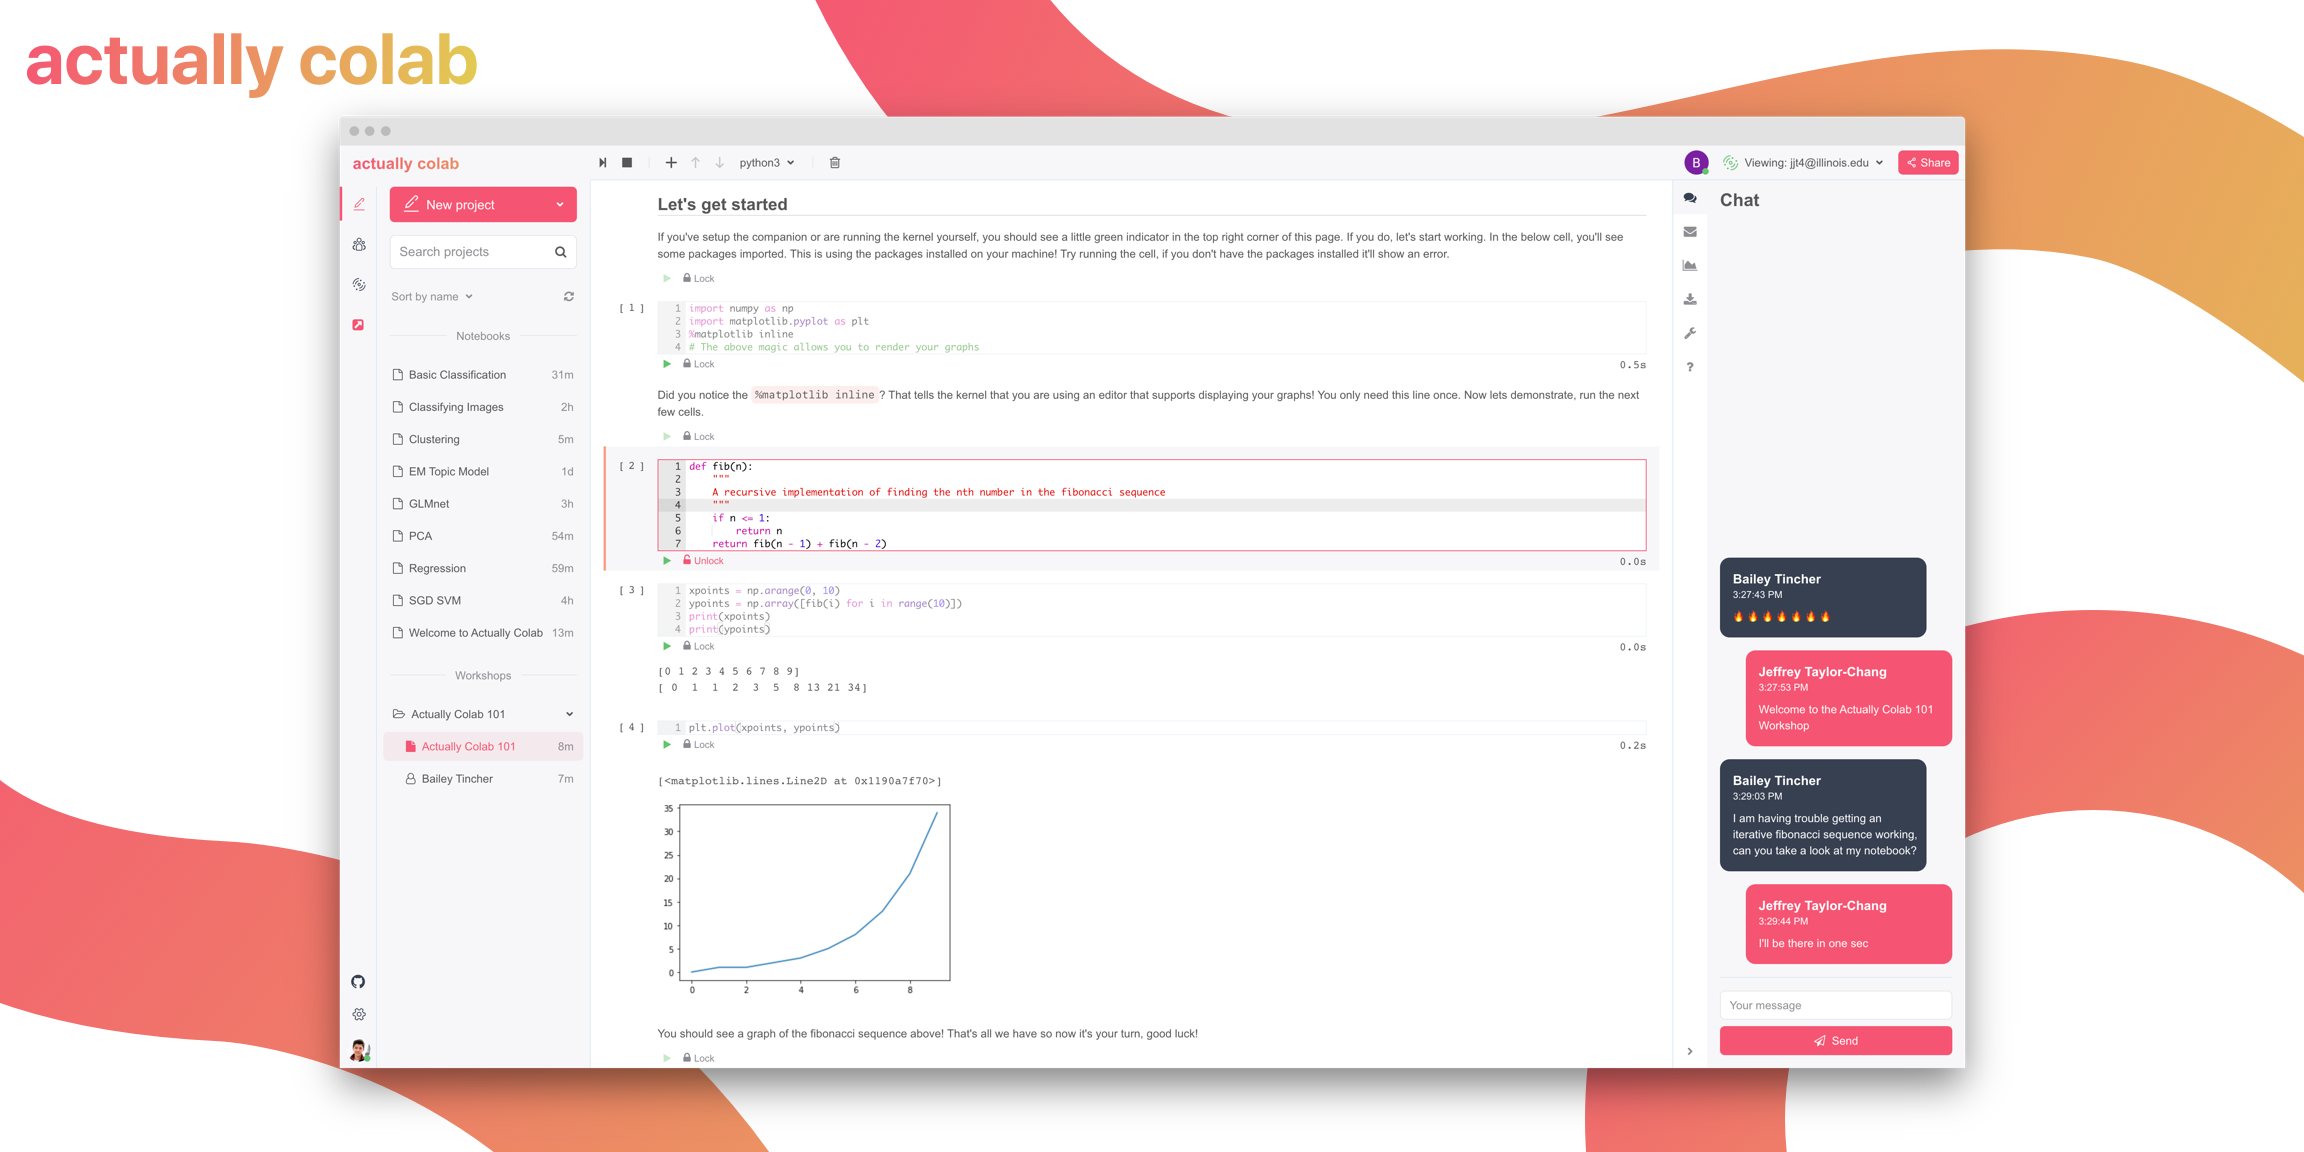 actually colab
actually colab
python3
B
Viewing: jjt4@illinois.edu
Share
New project
Search projects
Sort by name
Notebooks
Basic Classification 31m
Classifying Images 2h
Clustering 5m
EM Topic Model 1d
GLMnet 3h
PCA 54m
Regression 59m
SGD SVM 4h
Welcome to Actually Colab 13m
Workshops
Actually Colab 101
Actually Colab 101 8m
Bailey Tincher 7m
Let's get started
If you've setup the companion or are running the kernel yourself, you should see a little green indicator in the top right corner of this page. If you do, let's start working. In the below cell, you'll see
some packages imported. This is using the packages installed on your machine! Try running the cell, if you don't have the packages installed it'll show an error.
Lock
[ 1 ]
1 import numpy as np
2 import matplotlib.pyplot as plt
3 %matplotlib inline
4 # The above magic allows you to render your graphs
Lock 0.5s
Did you notice the %matplotlib inline ? That tells the kernel that you are using an editor that supports displaying your graphs! You only need this line once. Now lets demonstrate, run the next
few cells.
Lock
[ 2 ]
1 def fib(n):
2 """
3 A recursive implementation of finding the nth number in the fibonacci sequence
4 """
5 if n <= 1:
6 return n
7 return fib(n - 1) + fib(n - 2)
Unlock 0.0s
[ 3 ]
1 xpoints = np.arange(0, 10)
2 ypoints = np.array([fib(i) for i in range(10)])
3 print(xpoints)
4 print(ypoints)
Lock 0.0s
[0 1 2 3 4 5 6 7 8 9]
[ 0 1 1 2 3 5 8 13 21 34]
[ 4 ]
1 plt.plot(xpoints, ypoints)
Lock 0.2s
[<matplotlib.lines.Line2D at 0x1190a7f70>]
35
30
25
20
15
10
5
0
0 2 4 6 8
You should see a graph of the fibonacci sequence above! That's all we have so now it's your turn, good luck!
Lock
?
Chat
Bailey Tincher
3:27:43 PM
🔥🔥🔥🔥🔥🔥🔥
Jeffrey Taylor-Chang
3:27:53 PM
Welcome to the Actually Colab 101
Workshop
Bailey Tincher
3:29:03 PM
I am having trouble getting an
iterative fibonacci sequence working,
can you take a look at my notebook?
Jeffrey Taylor-Chang
3:29:44 PM
I'll be there in one sec
Your message
Send